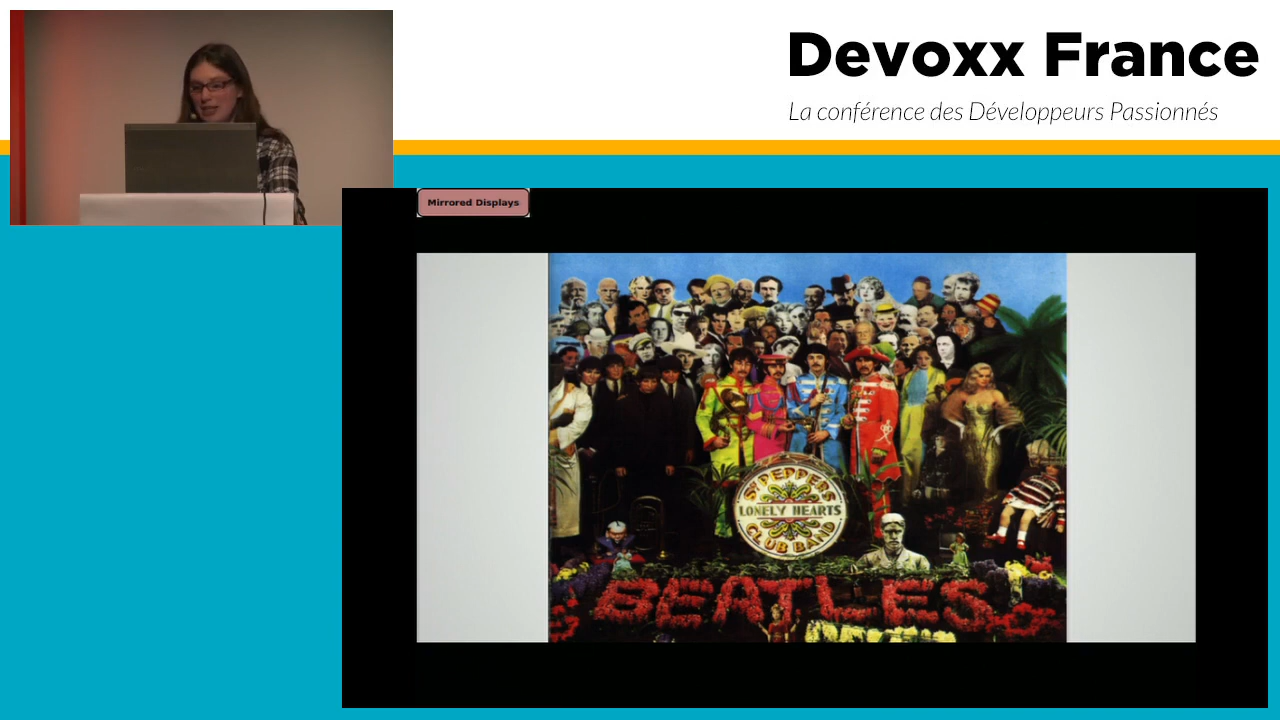 Devoxx France
La conférence des Développeurs Passionnés
Mirrored Displays
SGT PEPPERS
LONELY HEARTS
CLUB BAND
BEATLES